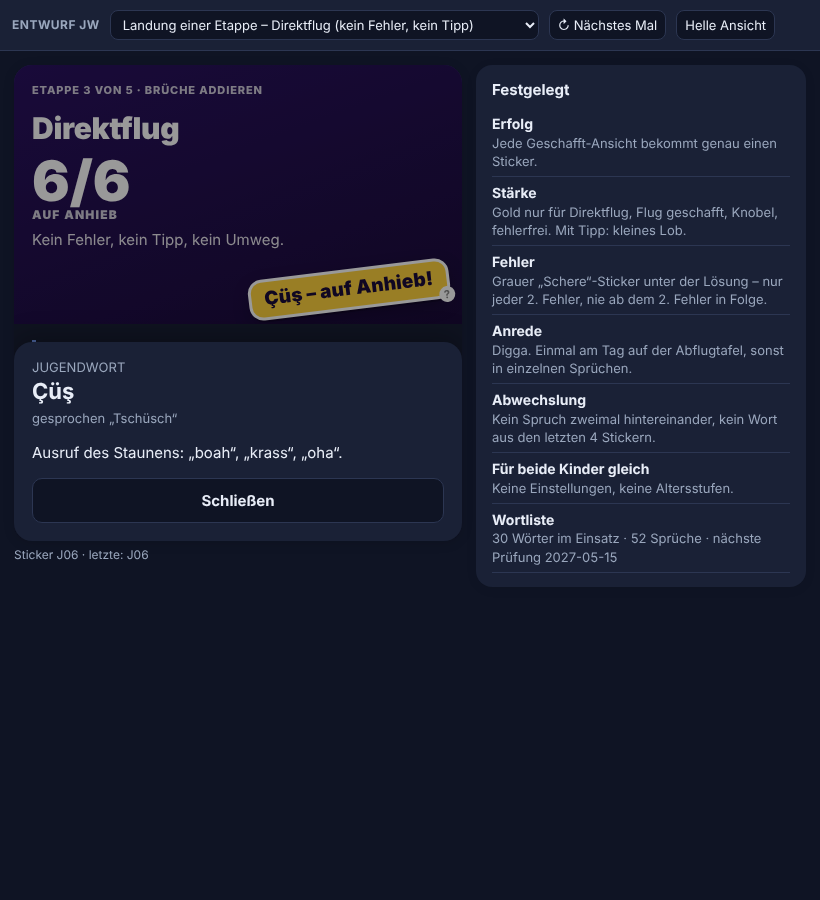 ENTWURF JW
Landung einer Etappe – Direktflug (kein Fehler, kein Tipp)
↻ Nächstes Mal
Helle Ansicht
ETAPPE 3 VON 5 · BRÜCHE ADDIEREN
Direktflug
6/6
AUF ANHIEB
Kein Fehler, kein Tipp, kein Umweg.
Çüş – auf Anhieb!
?
JUGENDWORT
Çüş
gesprochen „Tschüsch“
Ausruf des Staunens: „boah“, „krass“, „oha“.
Schließen
Sticker J06 · letzte: J06
Festgelegt
Erfolg
Jede Geschafft-Ansicht bekommt genau einen
Sticker.
Stärke
Gold nur für Direktflug, Flug geschafft, Knobel,
fehlerfrei. Mit Tipp: kleines Lob.
Fehler
Grauer „Schere“-Sticker unter der Lösung – nur
jeder 2. Fehler, nie ab dem 2. Fehler in Folge.
Anrede
Digga. Einmal am Tag auf der Abflugtafel, sonst
in einzelnen Sprüchen.
Abwechslung
Kein Spruch zweimal hintereinander, kein Wort
aus den letzten 4 Stickern.
Für beide Kinder gleich
Keine Einstellungen, keine Altersstufen.
Wortliste
30 Wörter im Einsatz · 52 Sprüche · nächste
Prüfung 2027-05-15